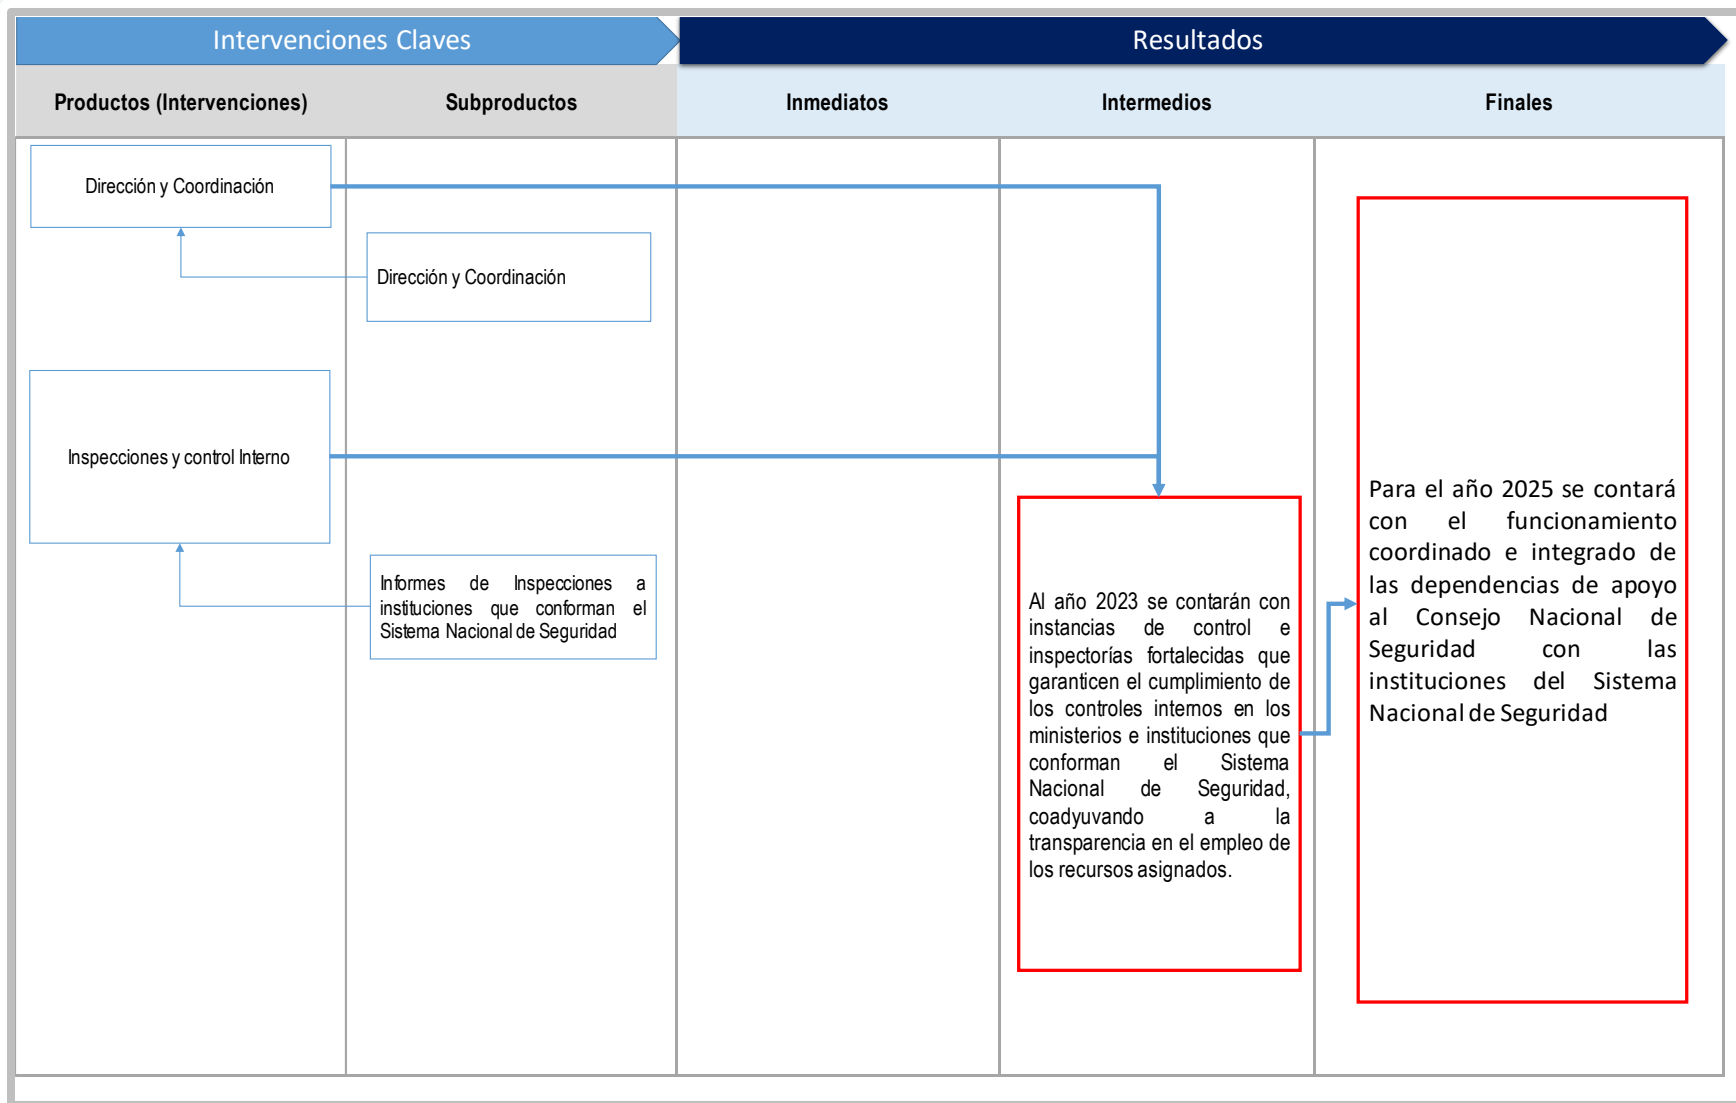 Intervenciones Claves
Resultados
Productos (Intervenciones)
Subproductos
Inmediatos
Intermedios
Finales
Dirección y Coordinación
Dirección y Coordinación
Inspecciones y control Interno
Informes de Inspecciones a
instituciones que conforman el
Sistema Nacional de Seguridad
Al año 2023 se contarán con
instancias de control e
inspectorías fortalecidas que
garanticen el cumplimiento de
los controles internos en los
ministerios e instituciones que
conforman el Sistema
Nacional de Seguridad,
coadyuvando a la
transparencia en el empleo de
los recursos asignados.
Para el año 2025 se contará
con el funcionamiento
coordinado e integrado de
las dependencias de apoyo
al Consejo Nacional de
Seguridad con las
instituciones del Sistema
Nacional de Seguridad